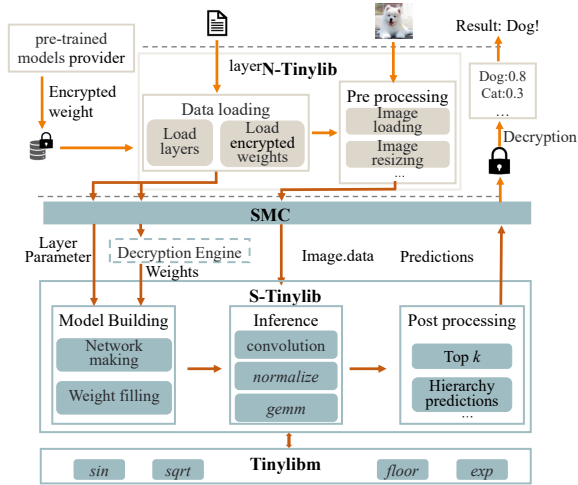 Result: Dog!
pre-trained
models provider
layer
N-Tinylib
Dog:0.8
Cat:0.3
...
Encrypted
weight
Data loading
Load
layers
Load
encrypted
weights
Pre processing
Image
loading
Image
resizing
...
Decryption
SMC
Layer
Parameter
Decryption Engine
Weights
Image.data
Predictions
S-Tinylib
Model Building
Network
making
Weight filling
Inference
convolution
normalize
gemm
Post processing
Top k
Hierarchy
predictions
...
Tinylibm
sin
sqrt
floor
exp